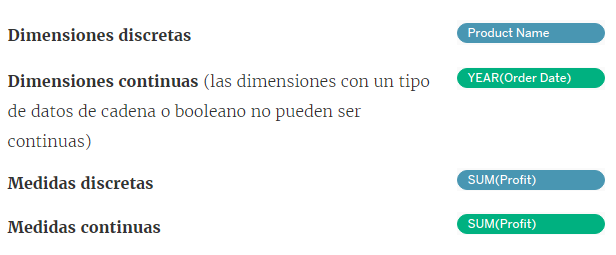 Dimensiones discretas Product Name
Dimensiones continuas (las dimensiones con un tipo YEAR(Order Date)
de datos de cadena o booleano no pueden ser
continuas)
Medidas discretas SUM(Profit)
Medidas continuas SUM(Profit)